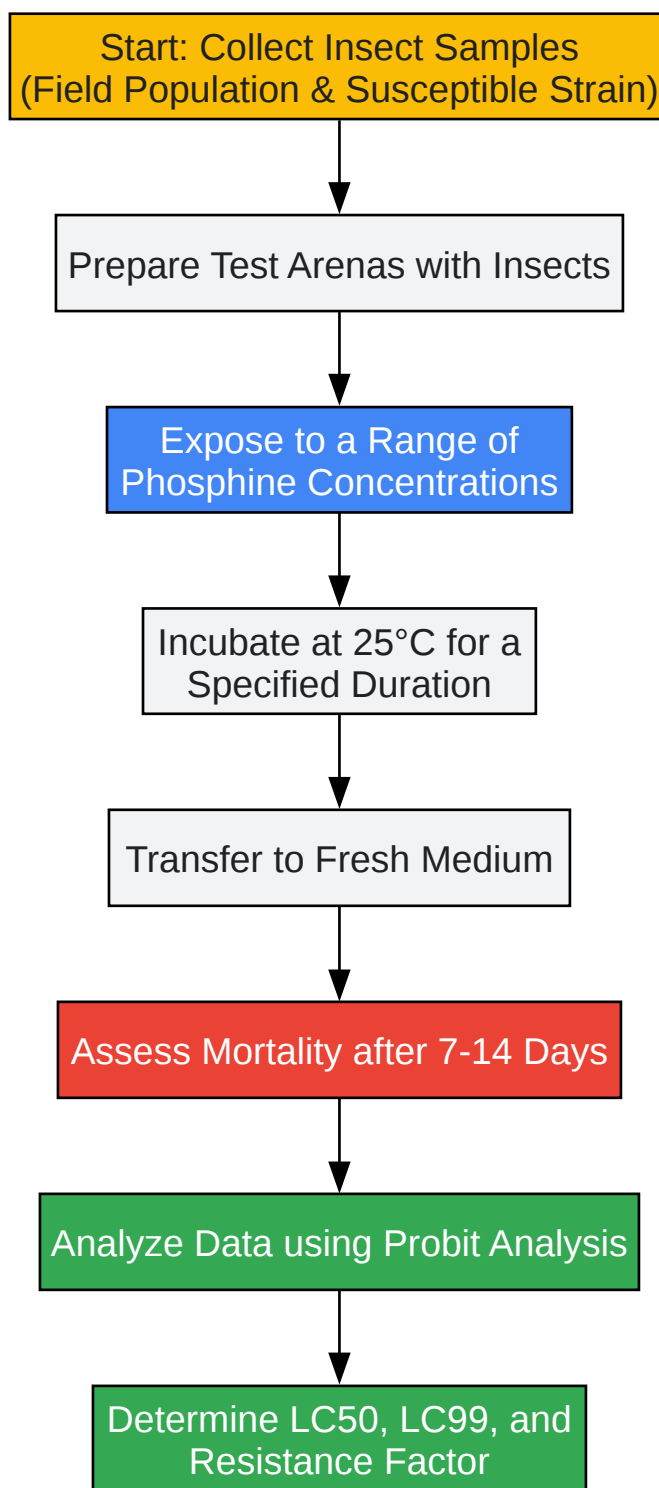 Start: Collect Insect Samples
(Field Population & Susceptible Strain)
Prepare Test Arenas with Insects
Expose to a Range of
Phosphine Concentrations
Incubate at 25°C for a
Specified Duration
Transfer to Fresh Medium
Assess Mortality after 7-14 Days
Analyze Data using Probit Analysis
Determine LC50, LC99, and
Resistance Factor